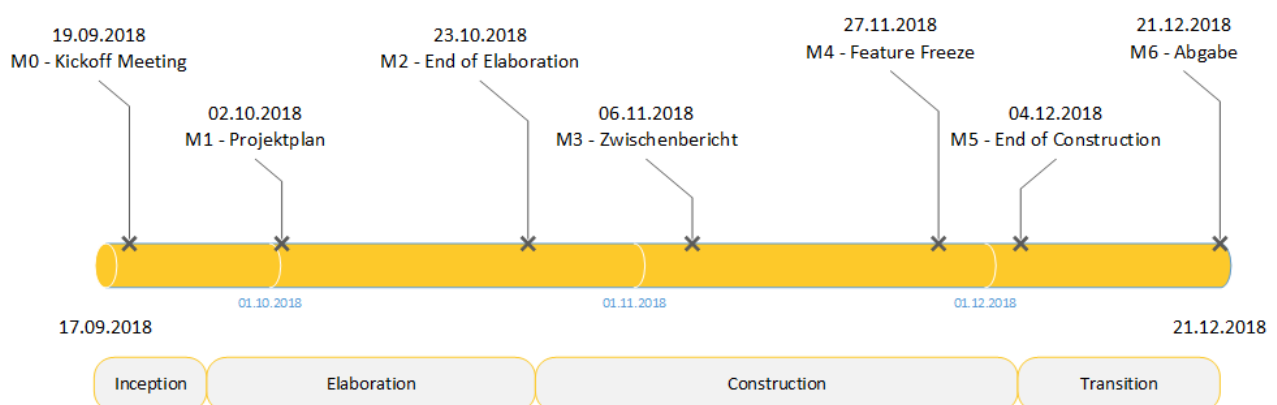 19.09.2018
M0 - Kickoff Meeting
02.10.2018
M1 - Projektplan
23.10.2018
M2 - End of Elaboration
06.11.2018
M3 - Zwischenbericht
27.11.2018
M4 - Feature Freeze
04.12.2018
M5 - End of Construction
21.12.2018
M6 - Abgabe
01.10.2018
01.11.2018
01.12.2018
17.09.2018
21.12.2018
Inception
Elaboration
Construction
Transition